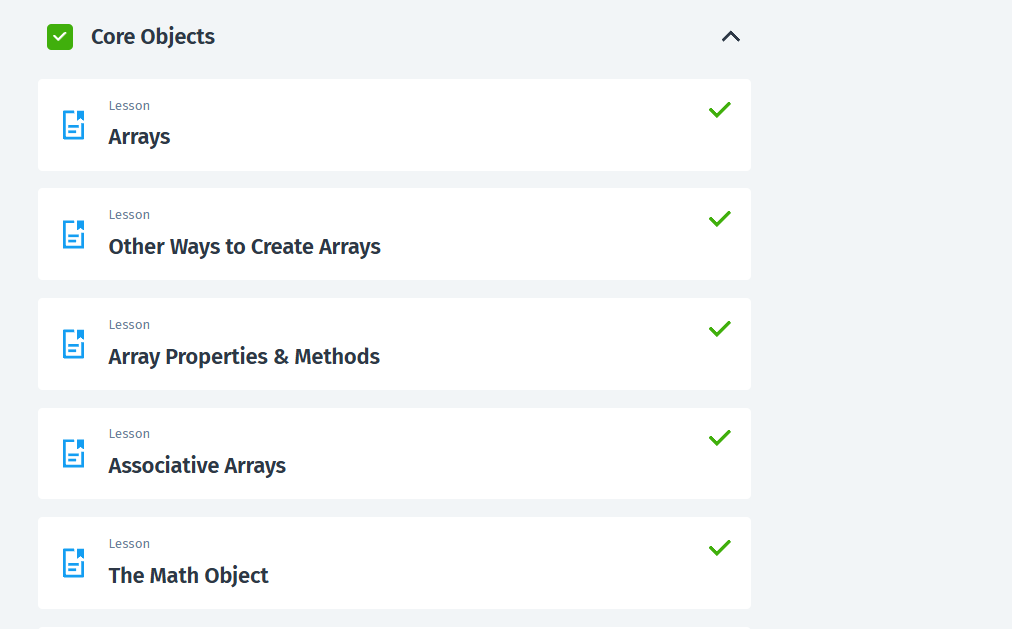 Core Objects
Lesson
Arrays
Lesson
Other Ways to Create Arrays
Lesson
Array Properties & Methods
Lesson
Associative Arrays
Lesson
The Math Object